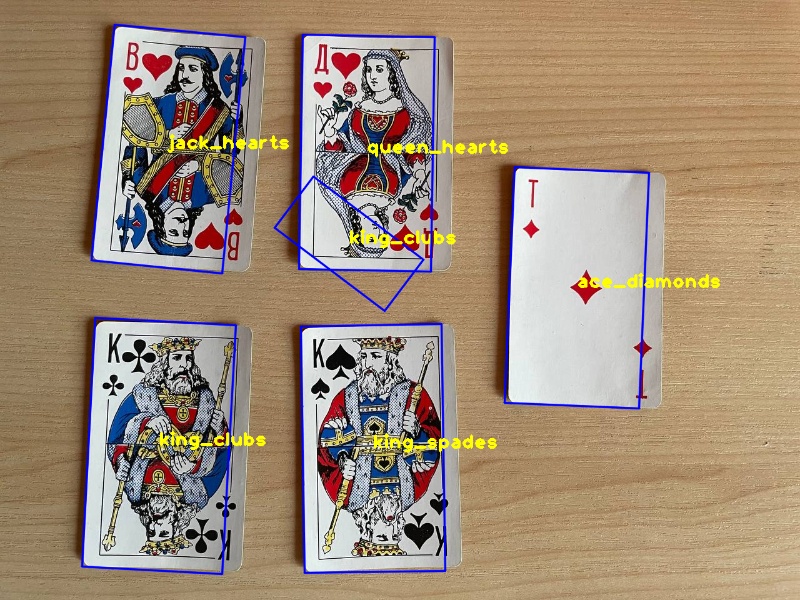 В
jack_hearts
В
Д
queen_hearts
king_clubs
Д
Т
ace_diamonds
Т
К
king_clubs
К
К
king_spades
К